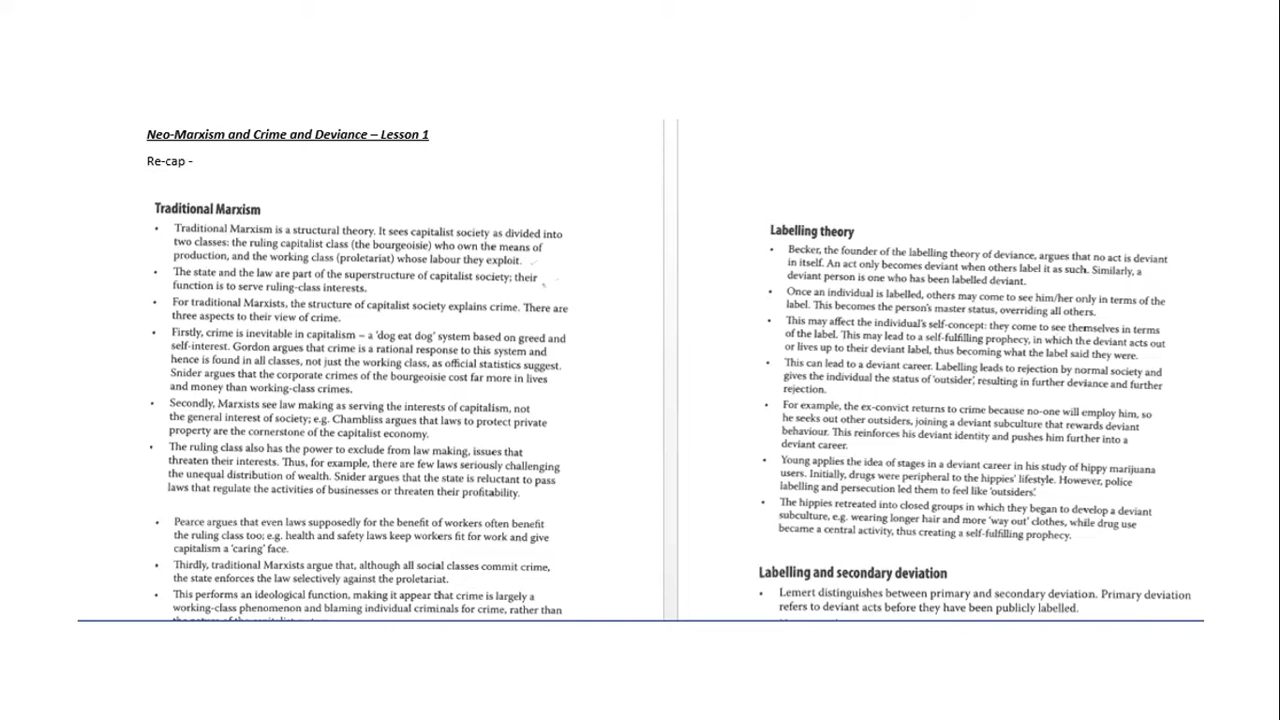 Neo-Marxism and Crime and Deviance – Lesson 1
Re-cap -
Traditional Marxism
• Traditional Marxism is a structural theory. It sees capitalist society as divided into
two classes: the ruling capitalist class (the bourgeoisie) who own the means of
production, and the working class (proletariat) whose labour they exploit.
• The state and the law are part of the superstructure of capitalist society; their
function is to serve ruling-class interests.
• For traditional Marxists, the structure of capitalist society explains crime. There are
three aspects to their view of crime.
• Firstly, crime is inevitable in capitalism – a 'dog eat dog' system based on greed and
self-interest. Gordon argues that crime is a rational response to this system and
hence is found in all classes, not just the working class, as official statistics suggest.
Snider argues that the corporate crimes of the bourgeoisie cost far more in lives
and money than working-class crimes.
• Secondly, Marxists see law making as serving the interests of capitalism, not
the general interest of society; e.g. Chambliss argues that laws to protect private
property are the cornerstone of the capitalist economy.
• The ruling class also has the power to exclude from law making, issues that
threaten their interests. Thus, for example, there are few laws seriously challenging
the unequal distribution of wealth. Snider argues that the state is reluctant to pass
laws that regulate the activities of businesses or threaten their profitability.
• Pearce argues that even laws supposedly for the benefit of workers often benefit
the ruling class too; e.g. health and safety laws keep workers fit for work and give
capitalism a 'caring' face.
• Thirdly, traditional Marxists argue that, although all social classes commit crime,
the state enforces the law selectively against the proletariat.
• This performs an ideological function, making it appear that crime is largely a
working-class phenomenon and blaming individual criminals for crime, rather than
Labelling theory
• Becker, the founder of the labelling theory of deviance, argues that no act is deviant
in itself. An act only becomes deviant when others label it as such. Similarly, a
deviant person is one who has been labelled deviant.
• Once an individual is labelled, others may come to see him/her only in terms of the
label. This becomes the person's master status, overriding all others.
• This may affect the individual's self-concept: they come to see themselves in terms
of the label. This may lead to a self-fulfilling prophecy, in which the deviant acts out
or lives up to their deviant label, thus becoming what the label said they were.
• This can lead to a deviant career. Labelling leads to rejection by normal society and
gives the individual the status of 'outsider', resulting in further deviance and further
rejection.
• For example, the ex-convict returns to crime because no-one will employ him, so
he seeks out other outsiders, joining a deviant subculture that rewards deviant
behaviour. This reinforces his deviant identity and pushes him further into a
deviant career.
• Young applies the idea of stages in a deviant career in his study of hippy marijuana
users. Initially, drugs were peripheral to the hippies' lifestyle. However, police
labelling and persecution led them to feel like 'outsiders'.
• The hippies retreated into closed groups in which they began to develop a deviant
subculture, e.g. wearing longer hair and more 'way out' clothes, while drug use
became a central activity, thus creating a self-fulfilling prophecy.
Labelling and secondary deviation
• Lemert distinguishes between primary and secondary deviation. Primary deviation
refers to deviant acts before they have been publicly labelled.